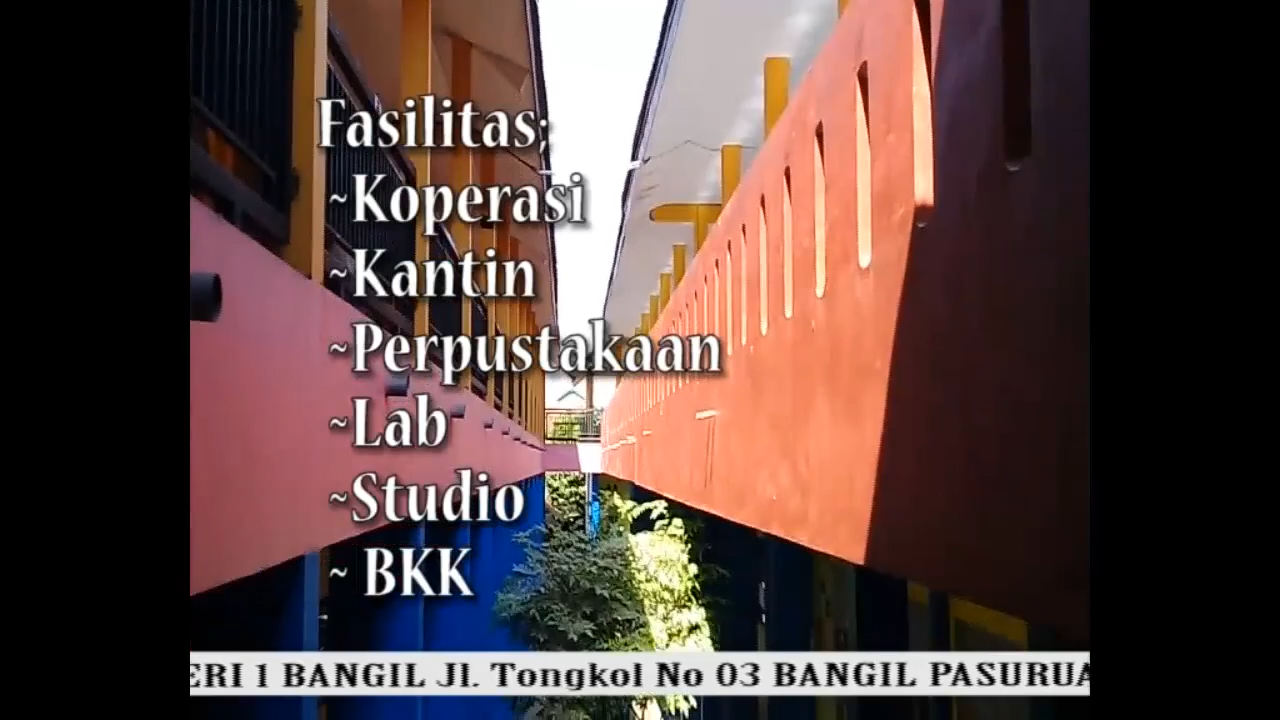 Fasilitas;
~Koperasi
~Kantin
~Perpustakaan
~Lab
~Studio
~ BKK
ERI 1 BANGIL Jl. Tongkol No 03 BANGIL PASURUA